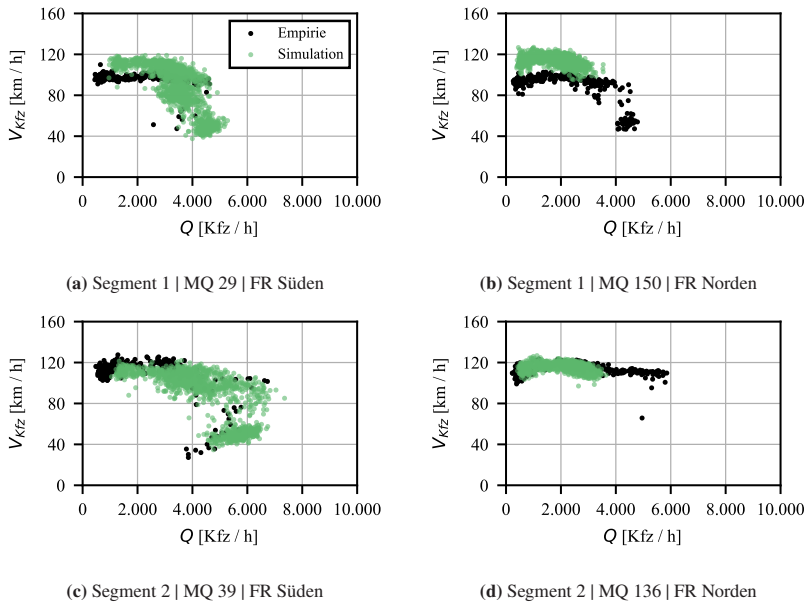 160
120
80
40
0
V_Kfz [km / h]
Empirie
Simulation
0 2.000 4.000 6.000 8.000 10.000
Q [Kfz / h]
(a) Segment 1 | MQ 29 | FR Süden
160
120
80
40
0
V_Kfz [km / h]
0 2.000 4.000 6.000 8.000 10.000
Q [Kfz / h]
(b) Segment 1 | MQ 150 | FR Norden
160
120
80
40
0
V_Kfz [km / h]
0 2.000 4.000 6.000 8.000 10.000
Q [Kfz / h]
(c) Segment 2 | MQ 39 | FR Süden
160
120
80
40
0
V_Kfz [km / h]
0 2.000 4.000 6.000 8.000 10.000
Q [Kfz / h]
(d) Segment 2 | MQ 136 | FR Norden